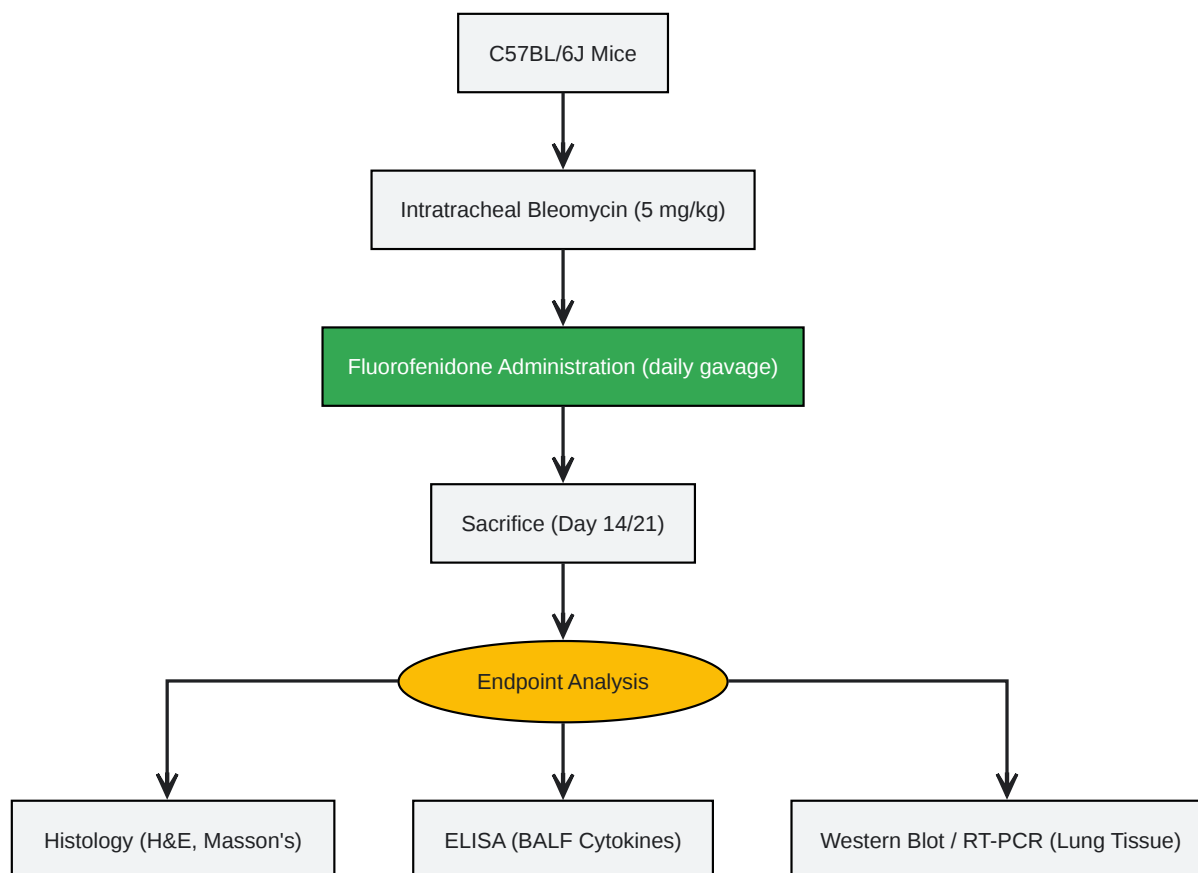 C57BL/6J Mice
Intratracheal Bleomycin (5 mg/kg)
Fluorofenidone Administration (daily gavage)
Sacrifice (Day 14/21)
Endpoint Analysis
Histology (H&E, Masson's)
ELISA (BALF Cytokines)
Western Blot / RT-PCR (Lung Tissue)